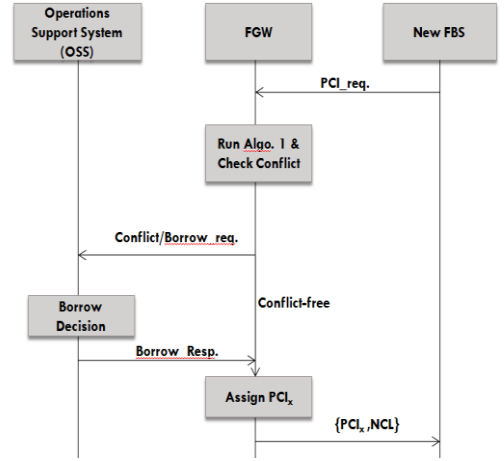 Operations
Support System
(OSS)
FGW
New FBS
PCI_req.
Run Algo. 1 &
Check Conflict
Conflict/Borrow_req.
Conflict-free
Borrow
Decision
Borrow_Resp.
Assign PCIₓ
{PCIₓ ,NCL}